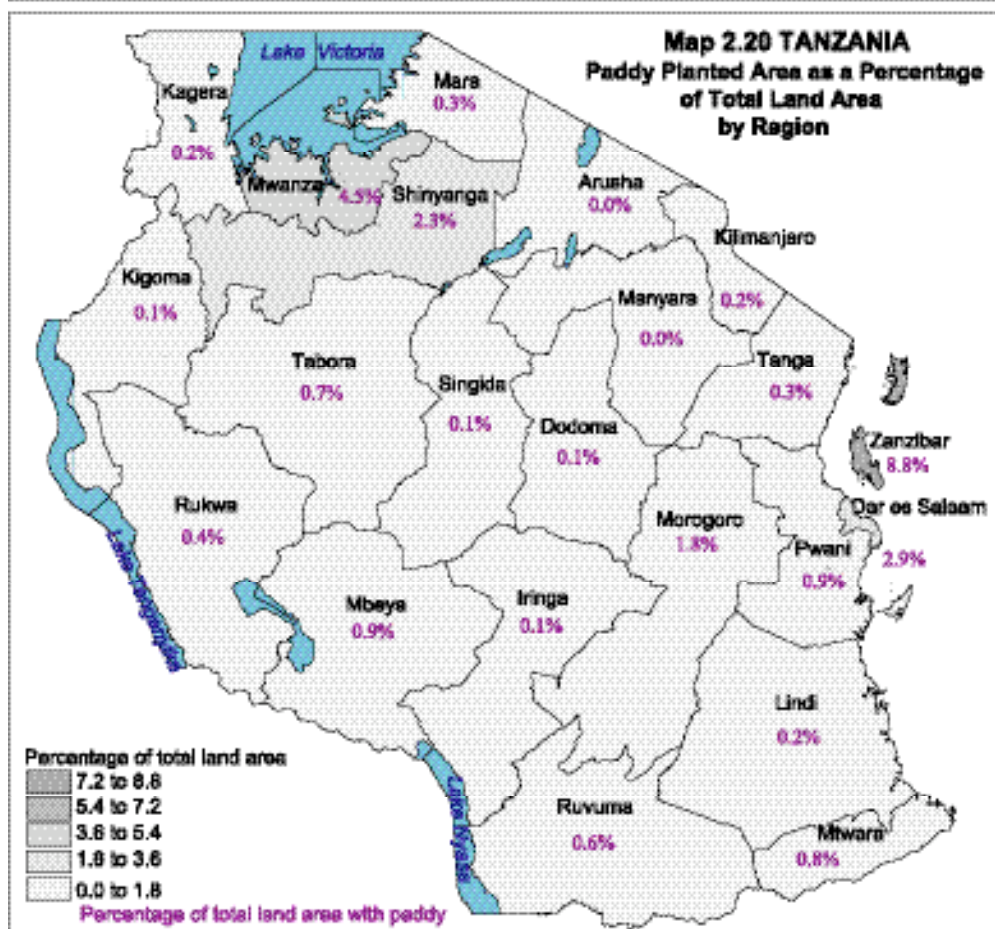 Map 2.20 TANZANIA
Paddy Planted Area as a Percentage
of Total Land Area
by Region
Lake Victoria
Kagera
0.2%
Mara
0.3%
Mwanza
4.5%
Shinyanga
2.3%
Arusha
0.0%
Kilimanjaro
0.2%
Kigoma
0.1%
Manyara
0.0%
Tabora
0.7%
Singida
0.1%
Tanga
0.3%
Dodoma
0.1%
Zanzibar
8.8%
Rukwa
0.4%
Morogoro
1.8%
Dar es Salaam
2.9%
Pwani
0.9%
Lake Tanganyika
Mbeya
0.9%
Iringa
0.1%
Lindi
0.2%
Lake Nyasa
Ruvuma
0.6%
Mtwara
0.8%
Percentage of total land area
7.2 to 8.8
5.4 to 7.2
3.6 to 5.4
1.8 to 3.6
0.0 to 1.8
Percentage of total land area with paddy